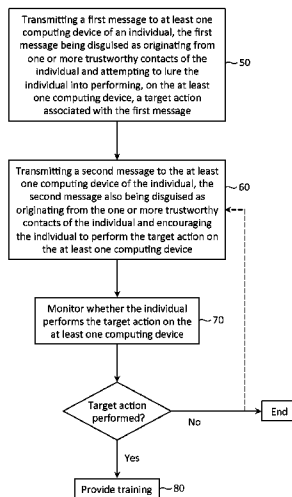 Transmitting a first message to at least one
computing device of an individual, the first
message being disguised as originating from
one or more trustworthy contacts of the
individual and attempting to lure the
individual into performing, on the at least
one computing device, a target action
associated with the first message
50
Transmitting a second message to the at least
one computing device of the individual, the
second message also being disguised as
originating from the one or more trustworthy
contacts of the individual and encouraging
the individual to perform the target action on
the at least one computing device
60
Monitor whether the individual
performs the target action on the
at least one computing device
70
Target action
performed?
No
End
Yes
Provide training
80